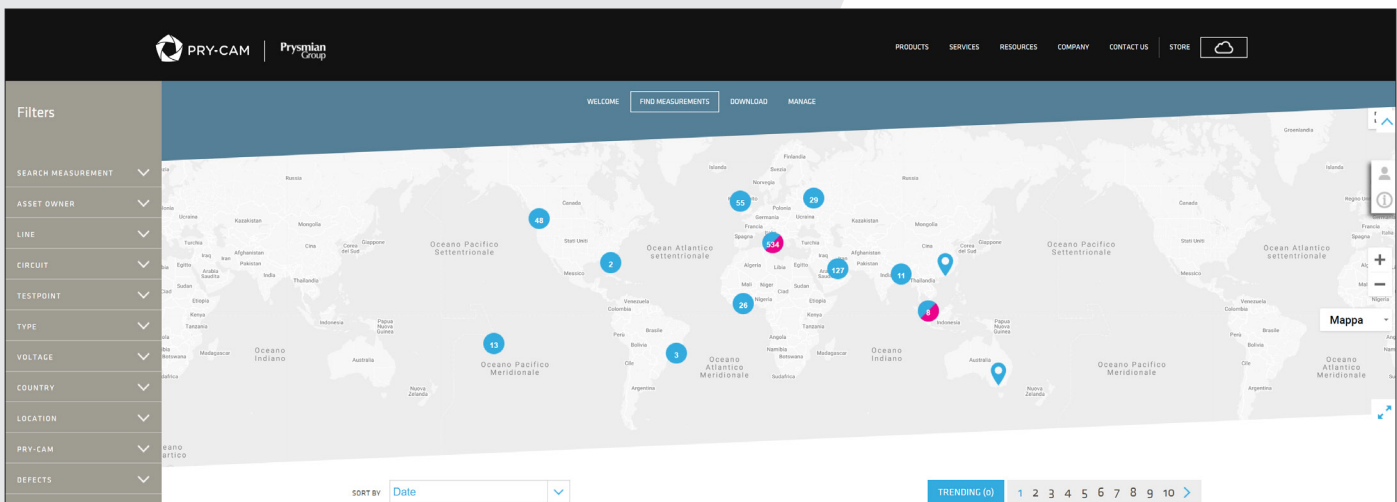 PRY-CAM
Prysmian
Group
PRODUCTS SERVICES RESOURCES COMPANY CONTACT US STORE
WELCOME FIND MEASUREMENTS DOWNLOAD MANAGE
Filters
SEARCH MEASUREMENT
ASSET OWNER
LINE
CIRCUIT
TESTPOINT
TYPE
VOLTAGE
COUNTRY
LOCATION
PRY-CAM
DEFECTS
Groenlandia
Finlandia
Islanda Svezia Islanda
Norvegia
Russia Russia
Canada Canada
55 29
48
Polonia
Germania Ucraina
Ucraina Kazakistan Mongolia
Francia
Kazakistan Mongolia
Francia
Spagna
534
Spagna Italia
Turchia Cina Corea del Sud Giappone
Oceano Pacifico
Settentrionale
Stati Uniti
Ocean Atlantico
settentrionale
Turchia
Cina Corea del Sud Giappone
Oceano Pacifico
Settentrionale
Stati Uniti
Ocean Atlantico
settentrionale
Iraq Iran Afghanistan
Pakistan
Egitto Arabia
Saudita
India Thailandia
2
Messico
Algeria Libia Egitto
Iraq Afghanistan
Pakistan
127
11
Thailandia
Messico
Sudan
Ciad
Mali Niger Sudan
Ciad
26
Nigeria
Etiopia
Etiopia
Kenya
Tanzania
Venezuela
Colombia
Kenya
Tanzania
8
Indonesia
Papua
Nuova
Guinea
Venezuela
Colombia
Nigeria
Indonesia
Papua
Nuova
Guinea
Perù Brasile
Bolivia
Angola
Namibia
Botswana
Madagascar
Perù Brasile
Bolivia
Botswana Madagascar
Oceano
Indiano
Australia
13
Oceano Pacifico
Meridionale
3
Cile
Oceano
Atlantico
Meridionale
Sudafrica
Oceano
Indiano
Australia
Oceano Pacifico
Meridionale
Cile
Oceano
Atlantico
Meridionale
Nuova
Zelanda
Argentina
Nuova
Zelanda
Argentina
Mappa
SORT BY Date
TRENDING (0) 1 2 3 4 5 6 7 8 9 10